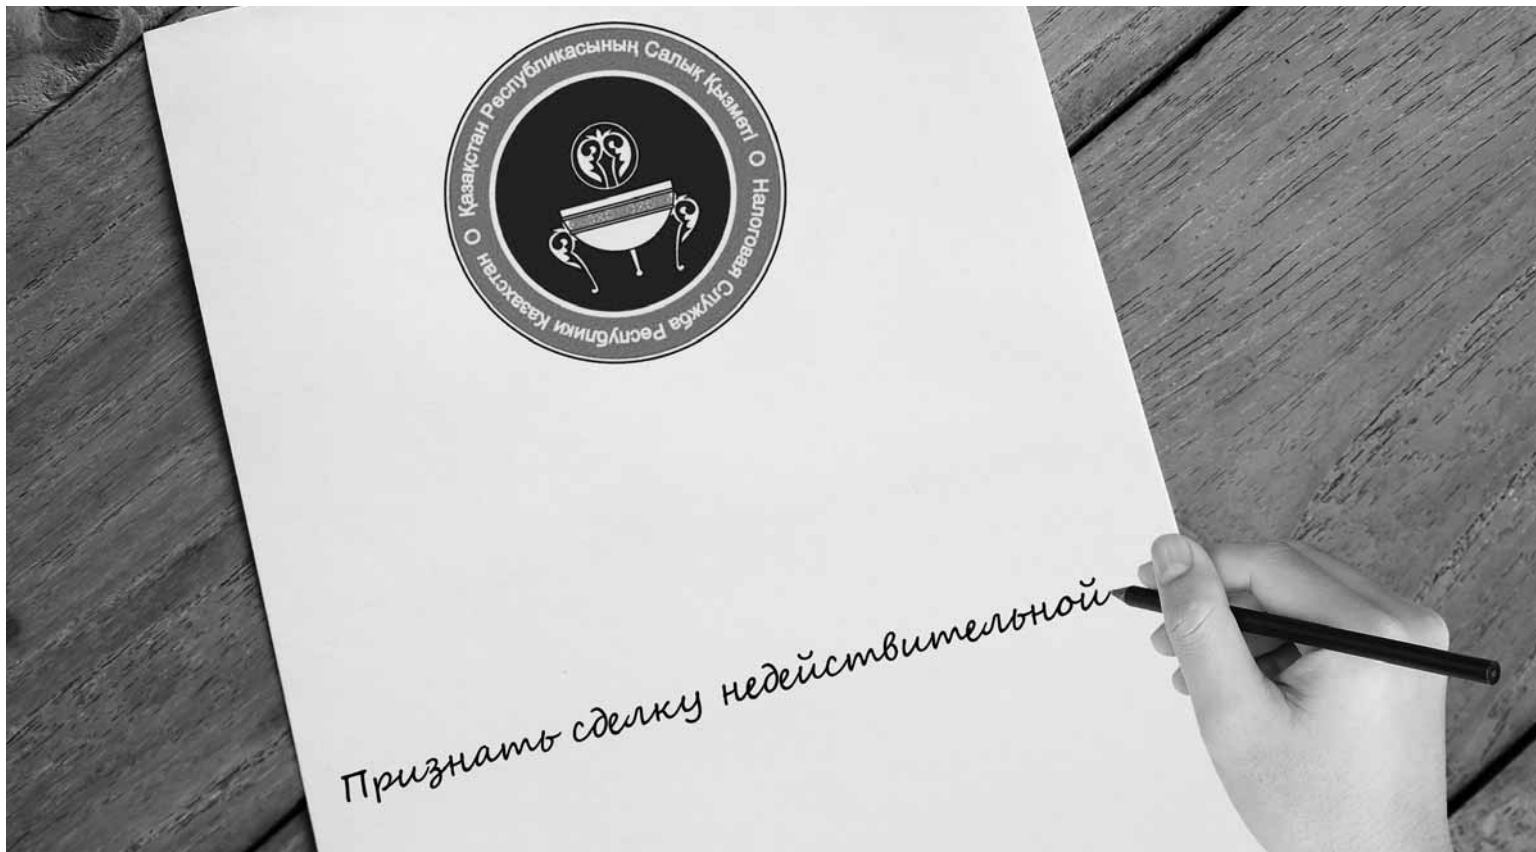 Қазақстан Республикасының Салық Қызметі О Налоговая Служба Республики Казахстан О
Признать сделку недействительной